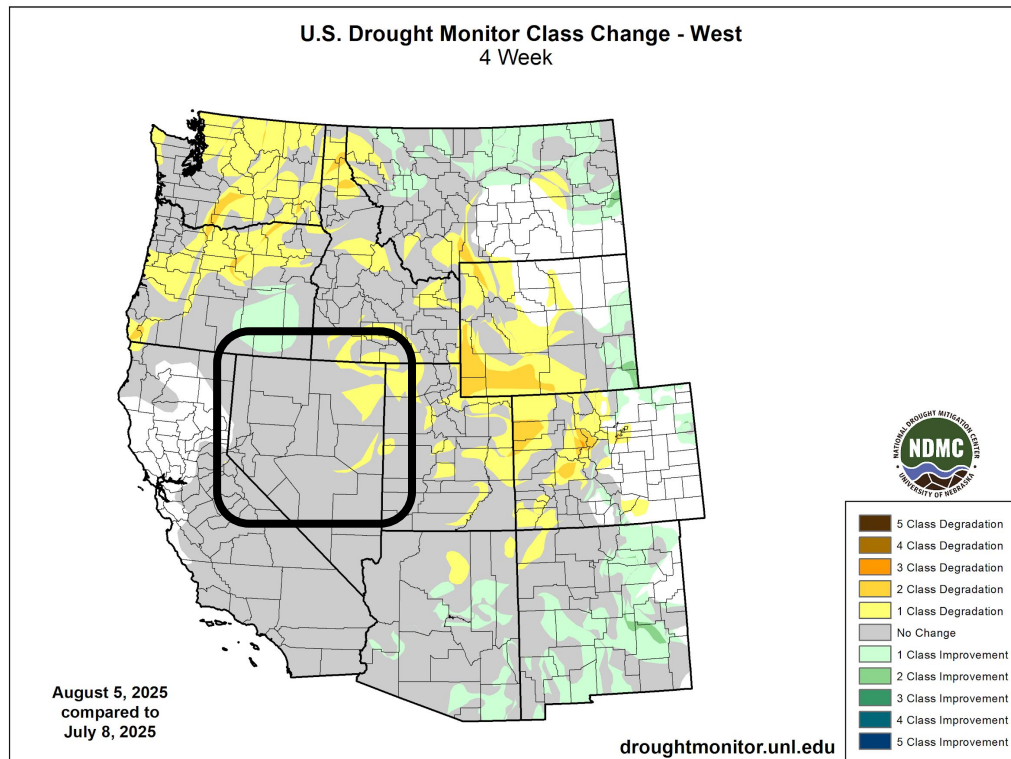 U.S. Drought Monitor Class Change - West
4 Week
NATIONAL DROUGHT MITIGATION CENTER
NDMC
UNIVERSITY OF NEBRASKA
5 Class Degradation
4 Class Degradation
3 Class Degradation
2 Class Degradation
1 Class Degradation
No Change
1 Class Improvement
2 Class Improvement
3 Class Improvement
4 Class Improvement
5 Class Improvement
August 5, 2025
compared to
July 8, 2025
droughtmonitor.unl.edu